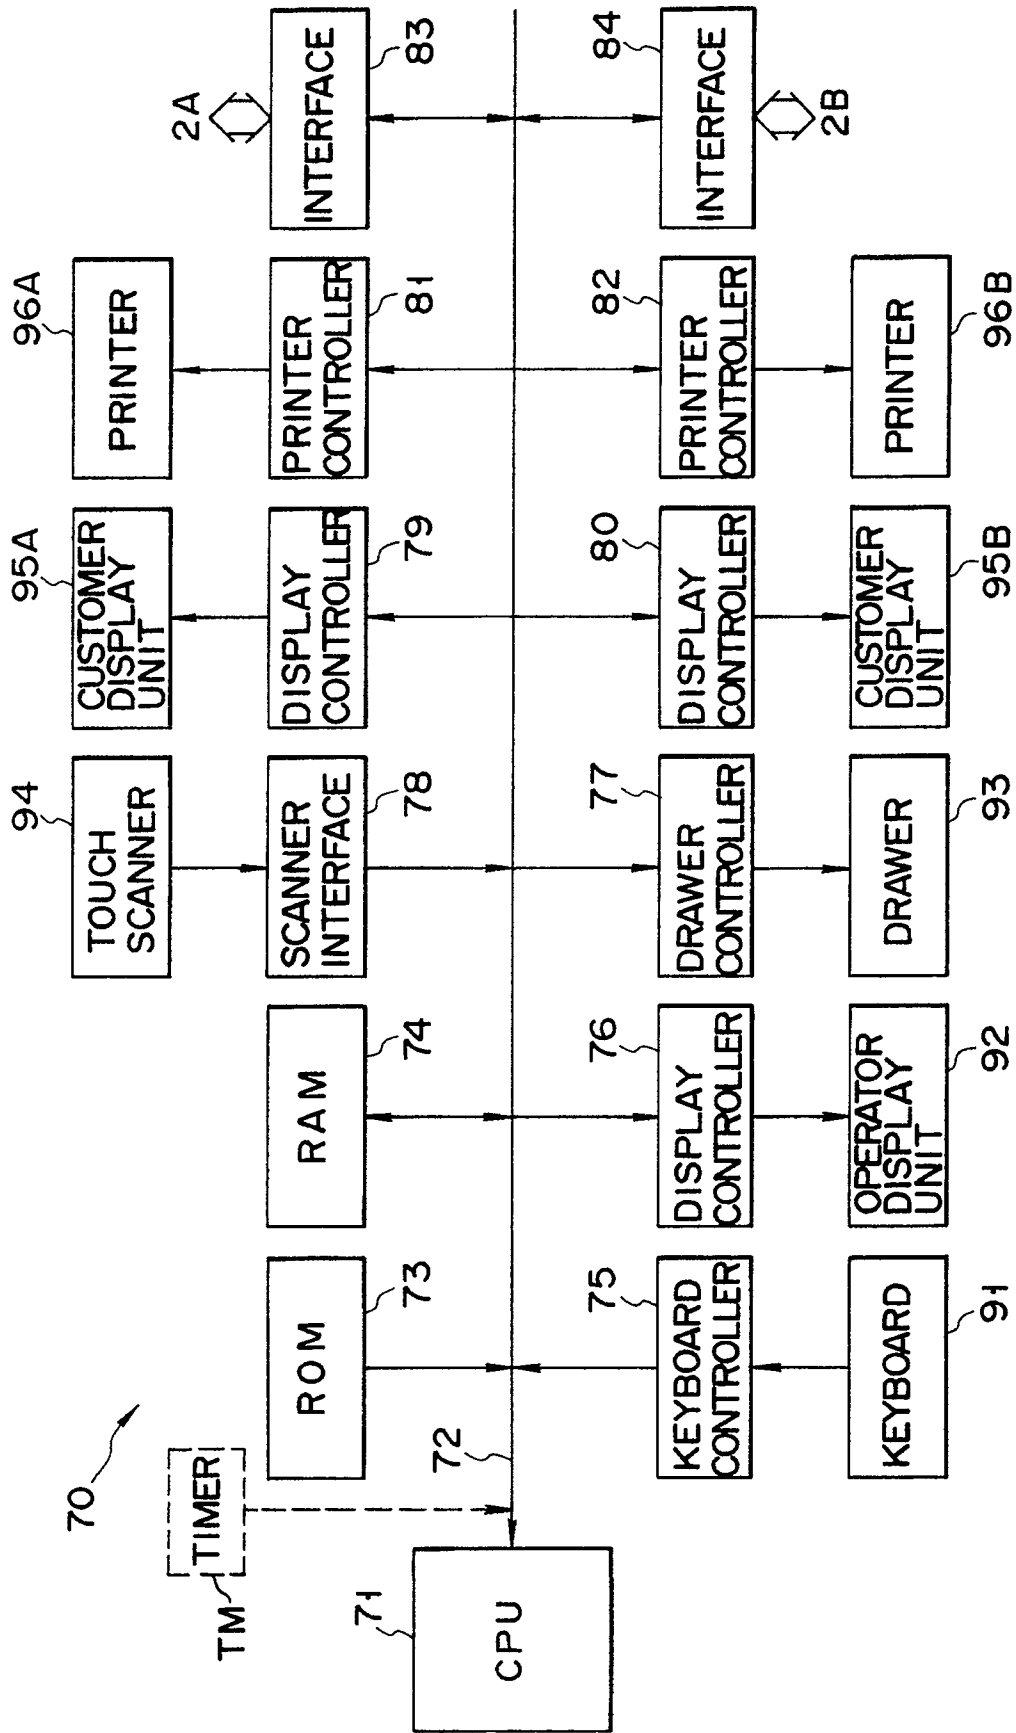 70
TM
TIMER
94
TOUCH
SCANNER
95A
CUSTOMER
DISPLAY
UNIT
96A
PRINTER
2A
73
ROM
74
RAM
78
SCANNER
INTERFACE
79
DISPLAY
CONTROLLER
81
PRINTER
CONTROLLER
83
INTERFACE
71
CPU
72
75
KEYBOARD
CONTROLLER
76
DISPLAY
CONTROLLER
77
DRAWER
CONTROLLER
80
DISPLAY
CONTROLLER
82
PRINTER
CONTROLLER
84
INTERFACE
2B
KEYBOARD
91
OPERATOR
DISPLAY
UNIT
92
DRAWER
93
CUSTOMER
DISPLAY
UNIT
95B
PRINTER
96B